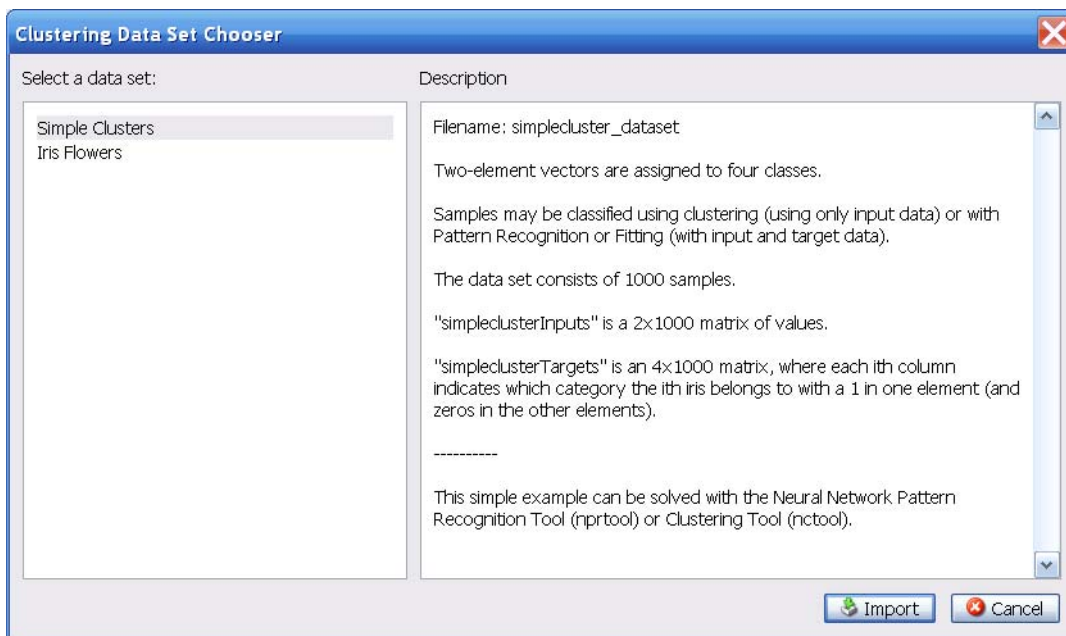 Clustering Data Set Chooser
Select a data set:
Description
Simple Clusters
Iris Flowers
Filename: simplecluster_dataset
Two-element vectors are assigned to four classes.
Samples may be classified using clustering (using only input data) or with
Pattern Recognition or Fitting (with input and target data).
The data set consists of 1000 samples.
"simpleclusterInputs" is a 2x1000 matrix of values.
"simpleclusterTargets" is an 4x1000 matrix, where each ith column
indicates which category the ith iris belongs to with a 1 in one element (and
zeros in the other elements).
----------
This simple example can be solved with the Neural Network Pattern
Recognition Tool (nprtool) or Clustering Tool (nctool).
Import
Cancel